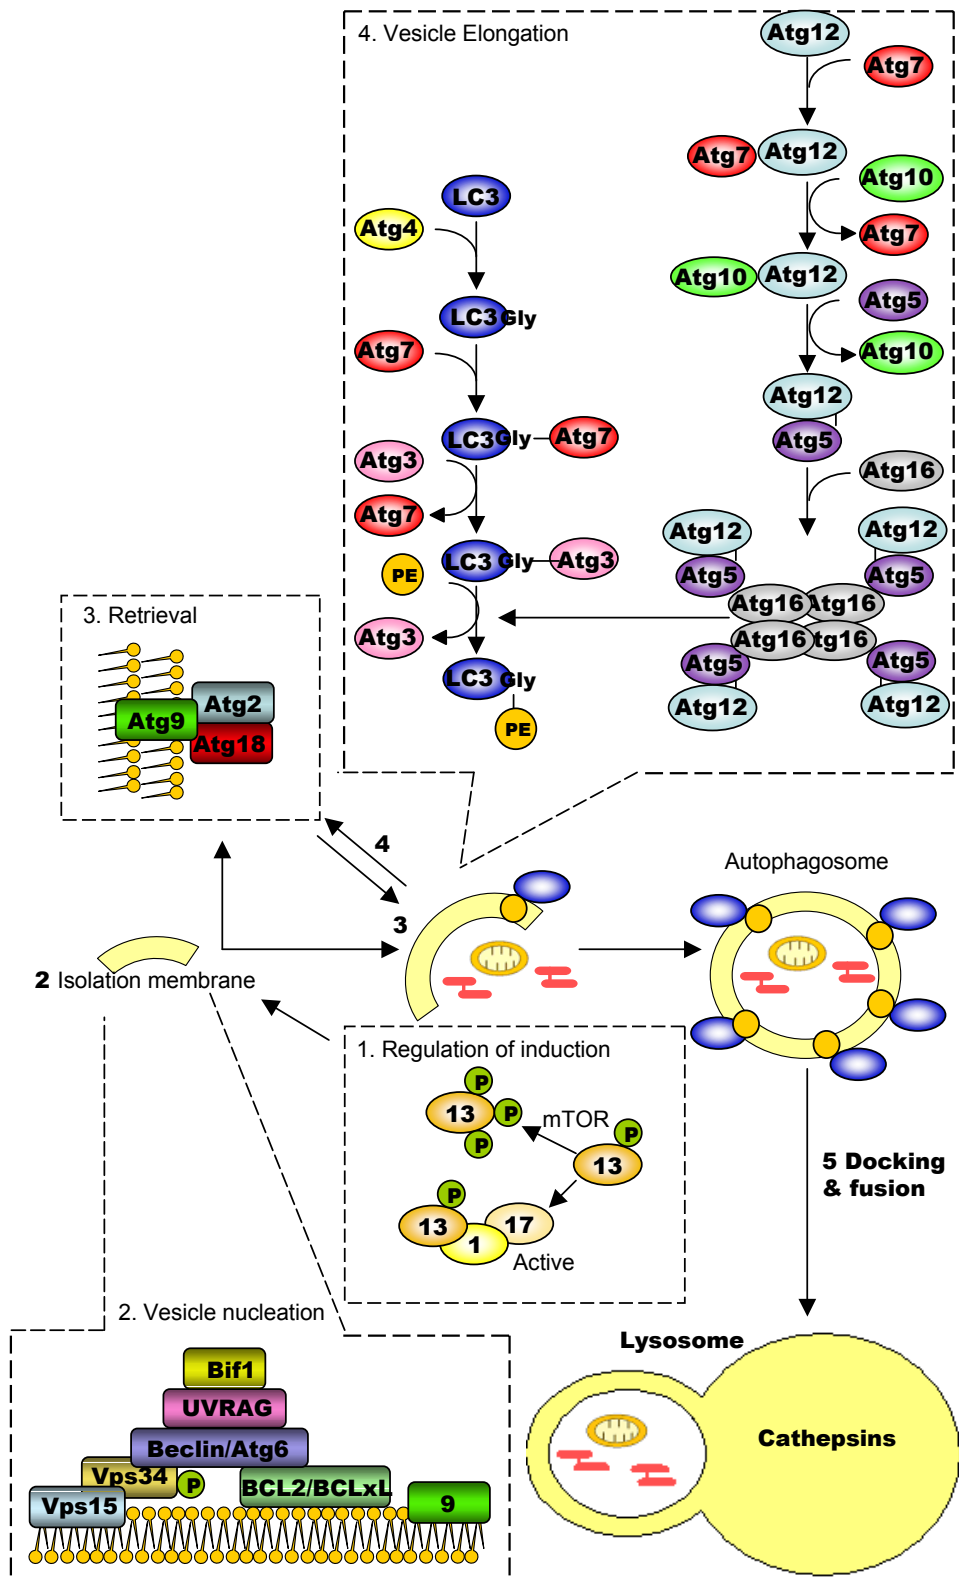 4. Vesicle Elongation
Atg12
Atg7
Atg7 Atg12
Atg10
Atg7
Atg10 Atg12
Atg5
Atg10
Atg12
Atg5
Atg16
Atg12 Atg12
Atg5 Atg5
Atg16 Atg16
Atg16 tg16
Atg5 Atg5
Atg12 Atg12
LC3
Atg4
LC3 Gly
Atg7
LC3 Gly Atg7
Atg3
Atg7
LC3 Gly Atg3
PE
Atg3
LC3 Gly
PE
3. Retrieval
Atg2
Atg9
Atg18
4
3
Autophagosome
2 Isolation membrane
1. Regulation of induction
P
13 P
P
mTOR
P
13
P
13 17
1
Active
5 Docking
& fusion
2. Vesicle nucleation
Bif1
UVRAG
Beclin/Atg6
Vps34 P
BCL2/BCLxL
Vps15
9
Lysosome
Cathepsins